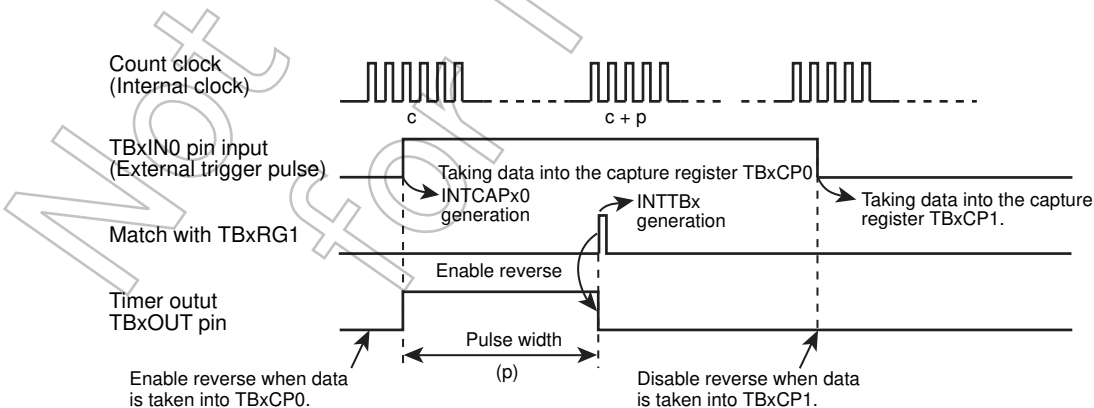 Count clock
(Internal clock)
c
c + p
TBxIN0 pin input
(External trigger pulse)
Taking data into the capture register TBxCP0
INTCAPx0
generation
INTTBx
generation
Taking data into the capture
register TBxCP1.
Match with TBxRG1
Enable reverse
Timer outut
TBxOUT pin
Pulse width
(p)
Enable reverse when data
is taken into TBxCP0.
Disable reverse when data
is taken into TBxCP1.
Not
for